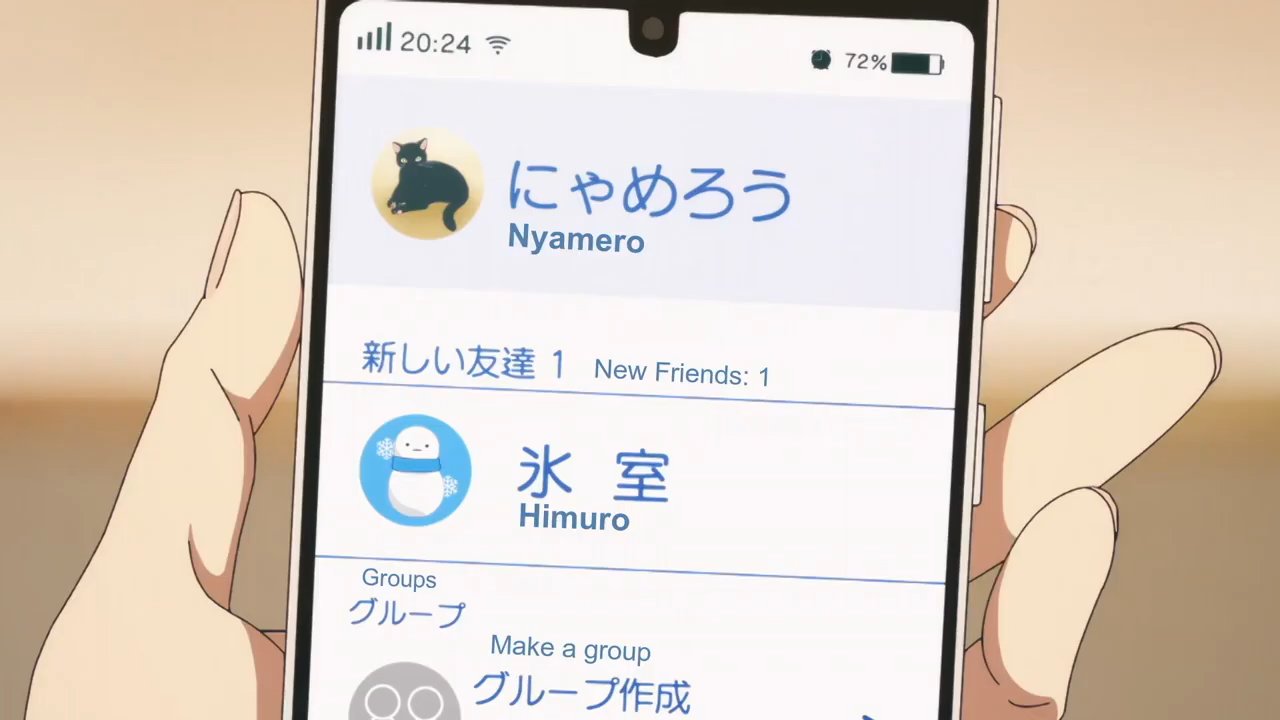 20:24
72%
にゃめろう
Nyamero
新しい友達 1 New Friends: 1
氷 室
Himuro
Groups
グループ
Make a group
グループ作成